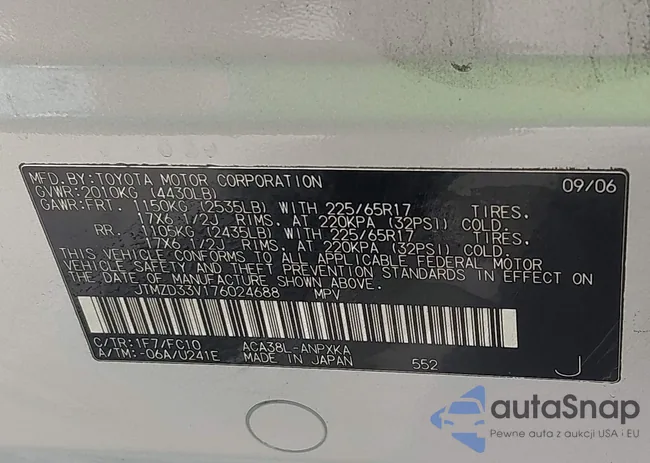 MFD.BY:TOYOTA MOTOR CORPORATION 09/06
GVWR:2010KG (4430LB)
GAWR:FRT. 1150KG (2535LB) WITH 225/65R17 TIRES.
17X6 1/2J RIMS, AT 220KPA (32PSI) COLD.
RR. 1105KG (2435LB) WITH 225/65R17 TIRES.
17X6 1/2J RIMS, AT 220KPA (32PSI) COLD.
THIS VEHICLE CONFORMS TO ALL APPLICABLE FEDERAL MOTOR
VEHICLE SAFETY AND THEFT PREVENTION STANDARDS IN EFFECT ON
THE DATE OF MANUFACTURE SHOWN ABOVE.
JTMZD33V176024688 MPV
C/TR:1F7/FC10 ACA38L-ANPXKA
A/TM:-06A/U241E MADE IN JAPAN 552 J
autaSnap
Pewne auta z aukcji USA i EU